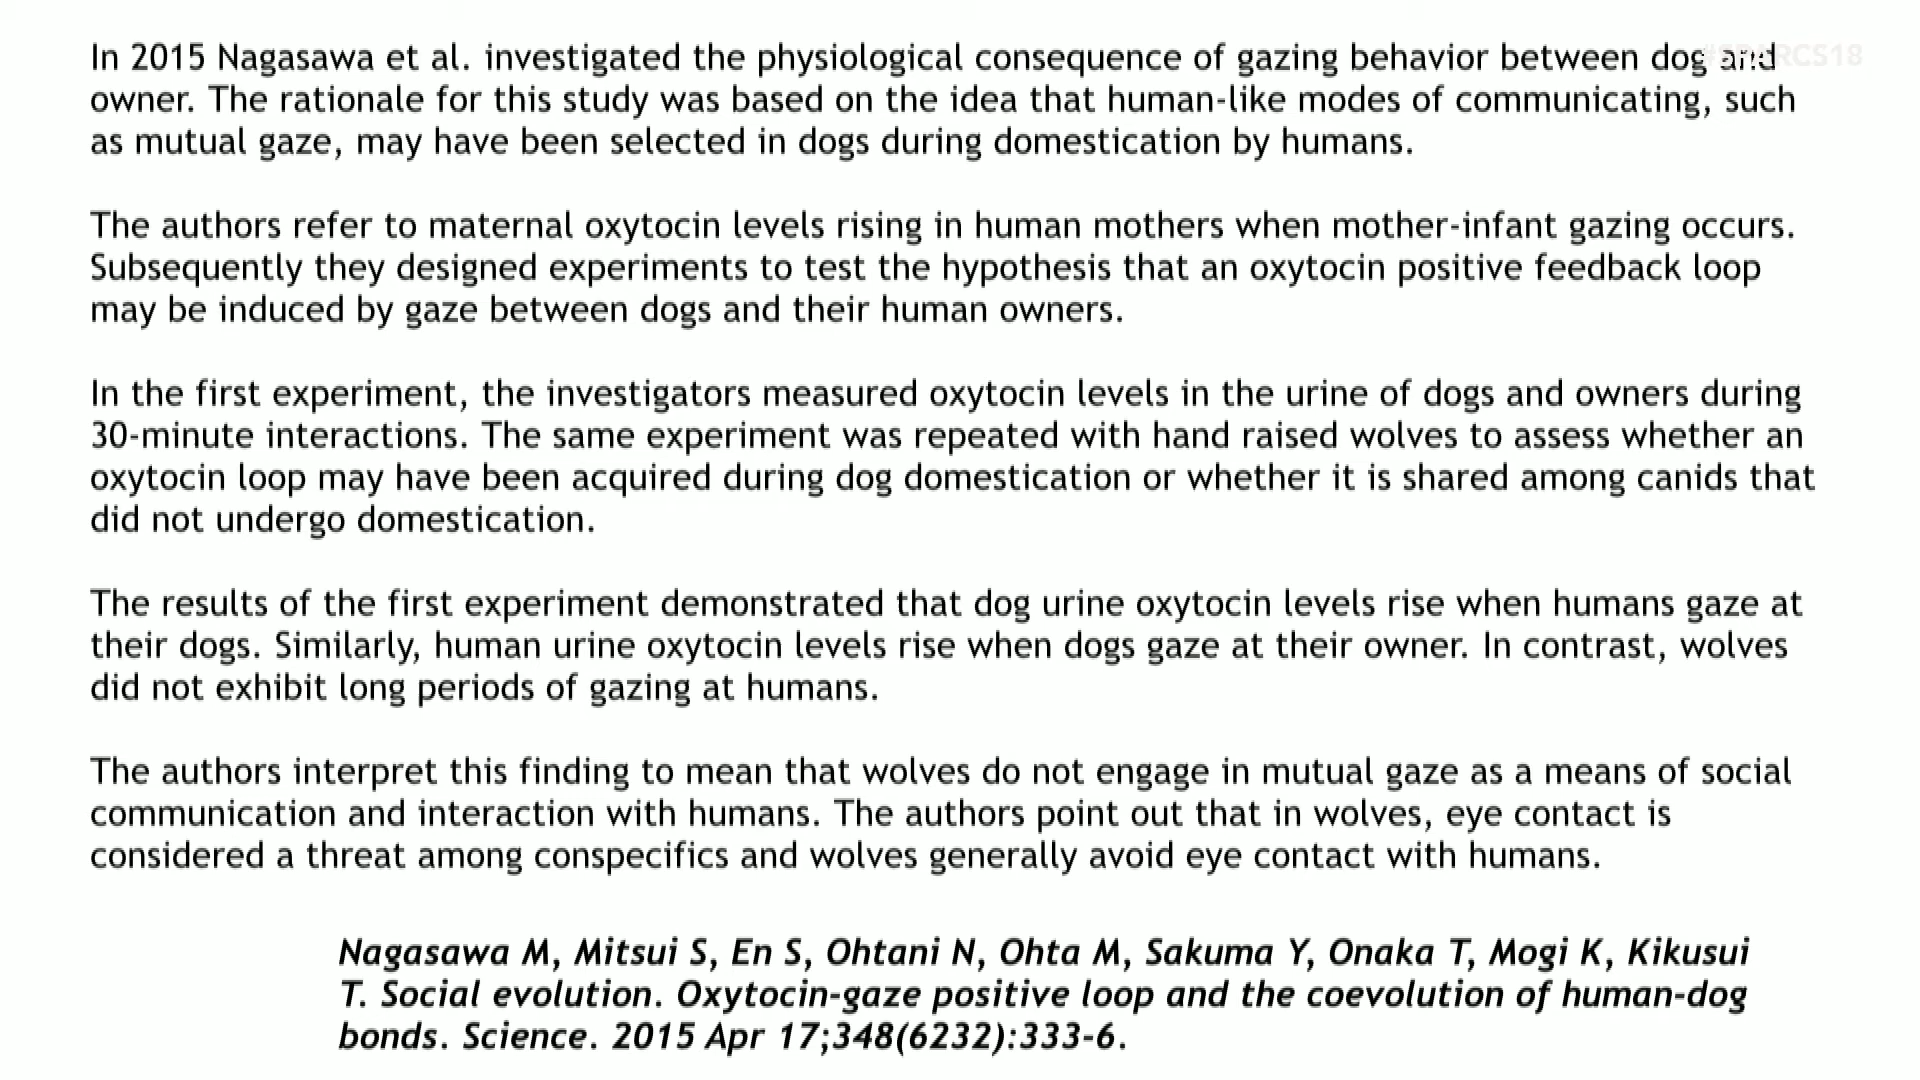 In 2015 Nagasawa et al. investigated the physiological consequence of gazing behavior between dog and
#SPARCS18
owner. The rationale for this study was based on the idea that human-like modes of communicating, such
as mutual gaze, may have been selected in dogs during domestication by humans.
The authors refer to maternal oxytocin levels rising in human mothers when mother-infant gazing occurs.
Subsequently they designed experiments to test the hypothesis that an oxytocin positive feedback loop
may be induced by gaze between dogs and their human owners.
In the first experiment, the investigators measured oxytocin levels in the urine of dogs and owners during
30-minute interactions. The same experiment was repeated with hand raised wolves to assess whether an
oxytocin loop may have been acquired during dog domestication or whether it is shared among canids that
did not undergo domestication.
The results of the first experiment demonstrated that dog urine oxytocin levels rise when humans gaze at
their dogs. Similarly, human urine oxytocin levels rise when dogs gaze at their owner. In contrast, wolves
did not exhibit long periods of gazing at humans.
The authors interpret this finding to mean that wolves do not engage in mutual gaze as a means of social
communication and interaction with humans. The authors point out that in wolves, eye contact is
considered a threat among conspecifics and wolves generally avoid eye contact with humans.
Nagasawa M, Mitsui S, En S, Ohtani N, Ohta M, Sakuma Y, Onaka T, Mogi K, Kikusui
T. Social evolution. Oxytocin-gaze positive loop and the coevolution of human-dog
bonds. Science. 2015 Apr 17;348(6232):333-6.